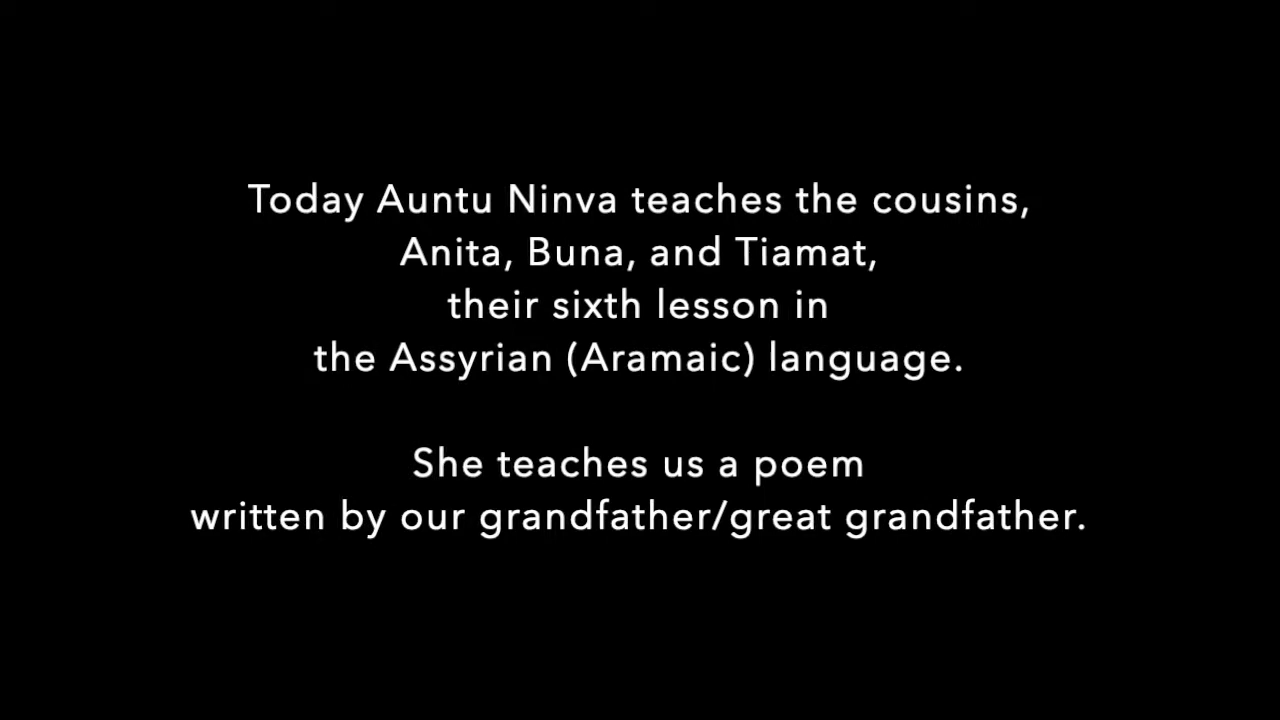 Today Auntu Ninva teaches the cousins,
Anita, Buna, and Tiamat,
their sixth lesson in
the Assyrian (Aramaic) language.
She teaches us a poem
written by our grandfather/great grandfather.